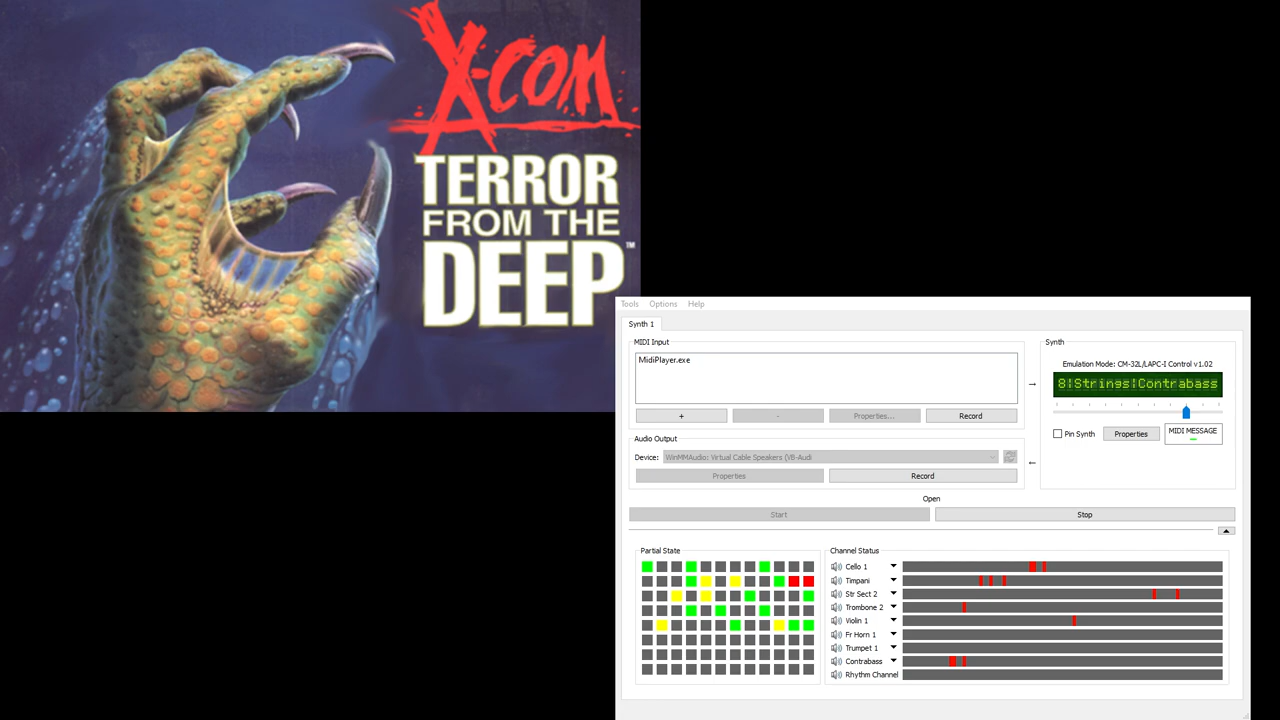 X-COM
TERROR
FROM THE
DEEP™
Tools Options Help
Synth 1
MIDI Input
MidiPlayer.exe
+ - Properties... Record
Audio Output
Device: WinMMAudio: Virtual Cable Speakers (VB-Audi
Properties Record
Synth
Emulation Mode: CM-32L/LAPC-I Control v1.02
8|Strings|Contrabass
Pin Synth Properties MIDI MESSAGE
Open
Start Stop
Partial State
Channel Status
Cello 1
Timpani
Str Sect 2
Trombone 2
Violin 1
Fr Horn 1
Trumpet 1
Contrabass
Rhythm Channel